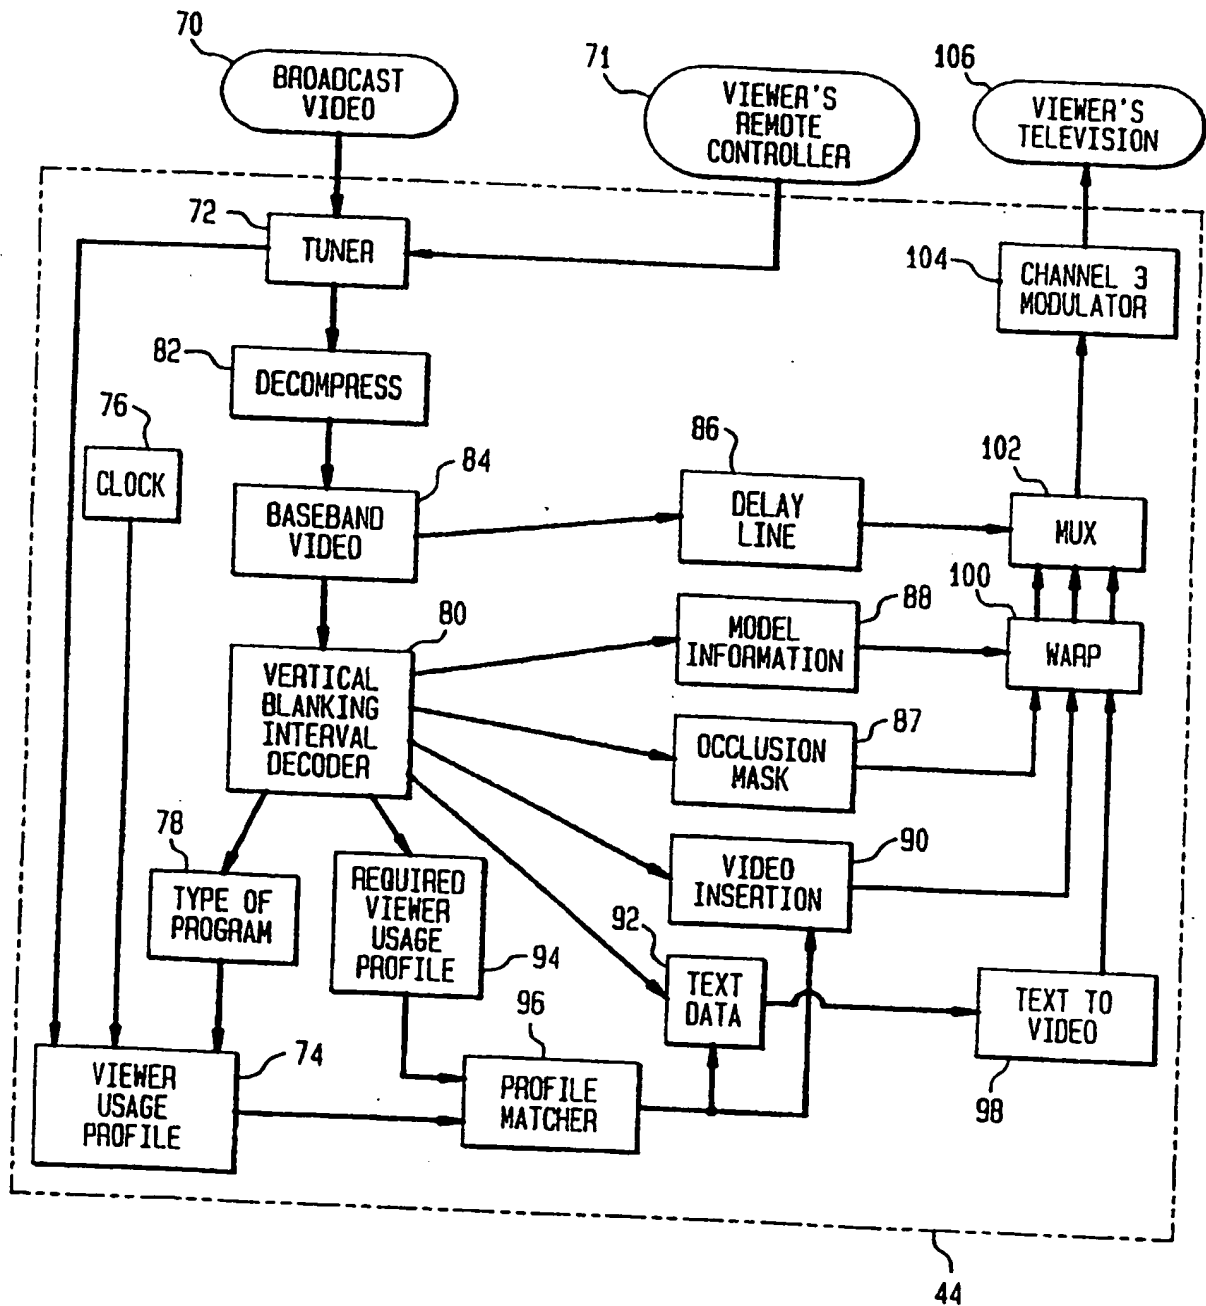 70
BROADCAST
VIDEO
71
VIEWER'S
REMOTE
CONTROLLER
106
VIEWER'S
TELEVISION
72
TUNER
104
CHANNEL 3
MODULATOR
82
DECOMPRESS
76
CLOCK
84
BASEBAND
VIDEO
86
DELAY
LINE
102
MUX
80
VERTICAL
BLANKING
INTERVAL
DECODER
88
MODEL
INFORMATION
100
WARP
87
OCCLUSION
MASK
78
TYPE OF
PROGRAM
REQUIRED
VIEWER
USAGE
PROFILE
94
90
VIDEO
INSERTION
92
TEXT
DATA
TEXT TO
VIDEO
98
74
VIEWER
USAGE
PROFILE
96
PROFILE
MATCHER
44